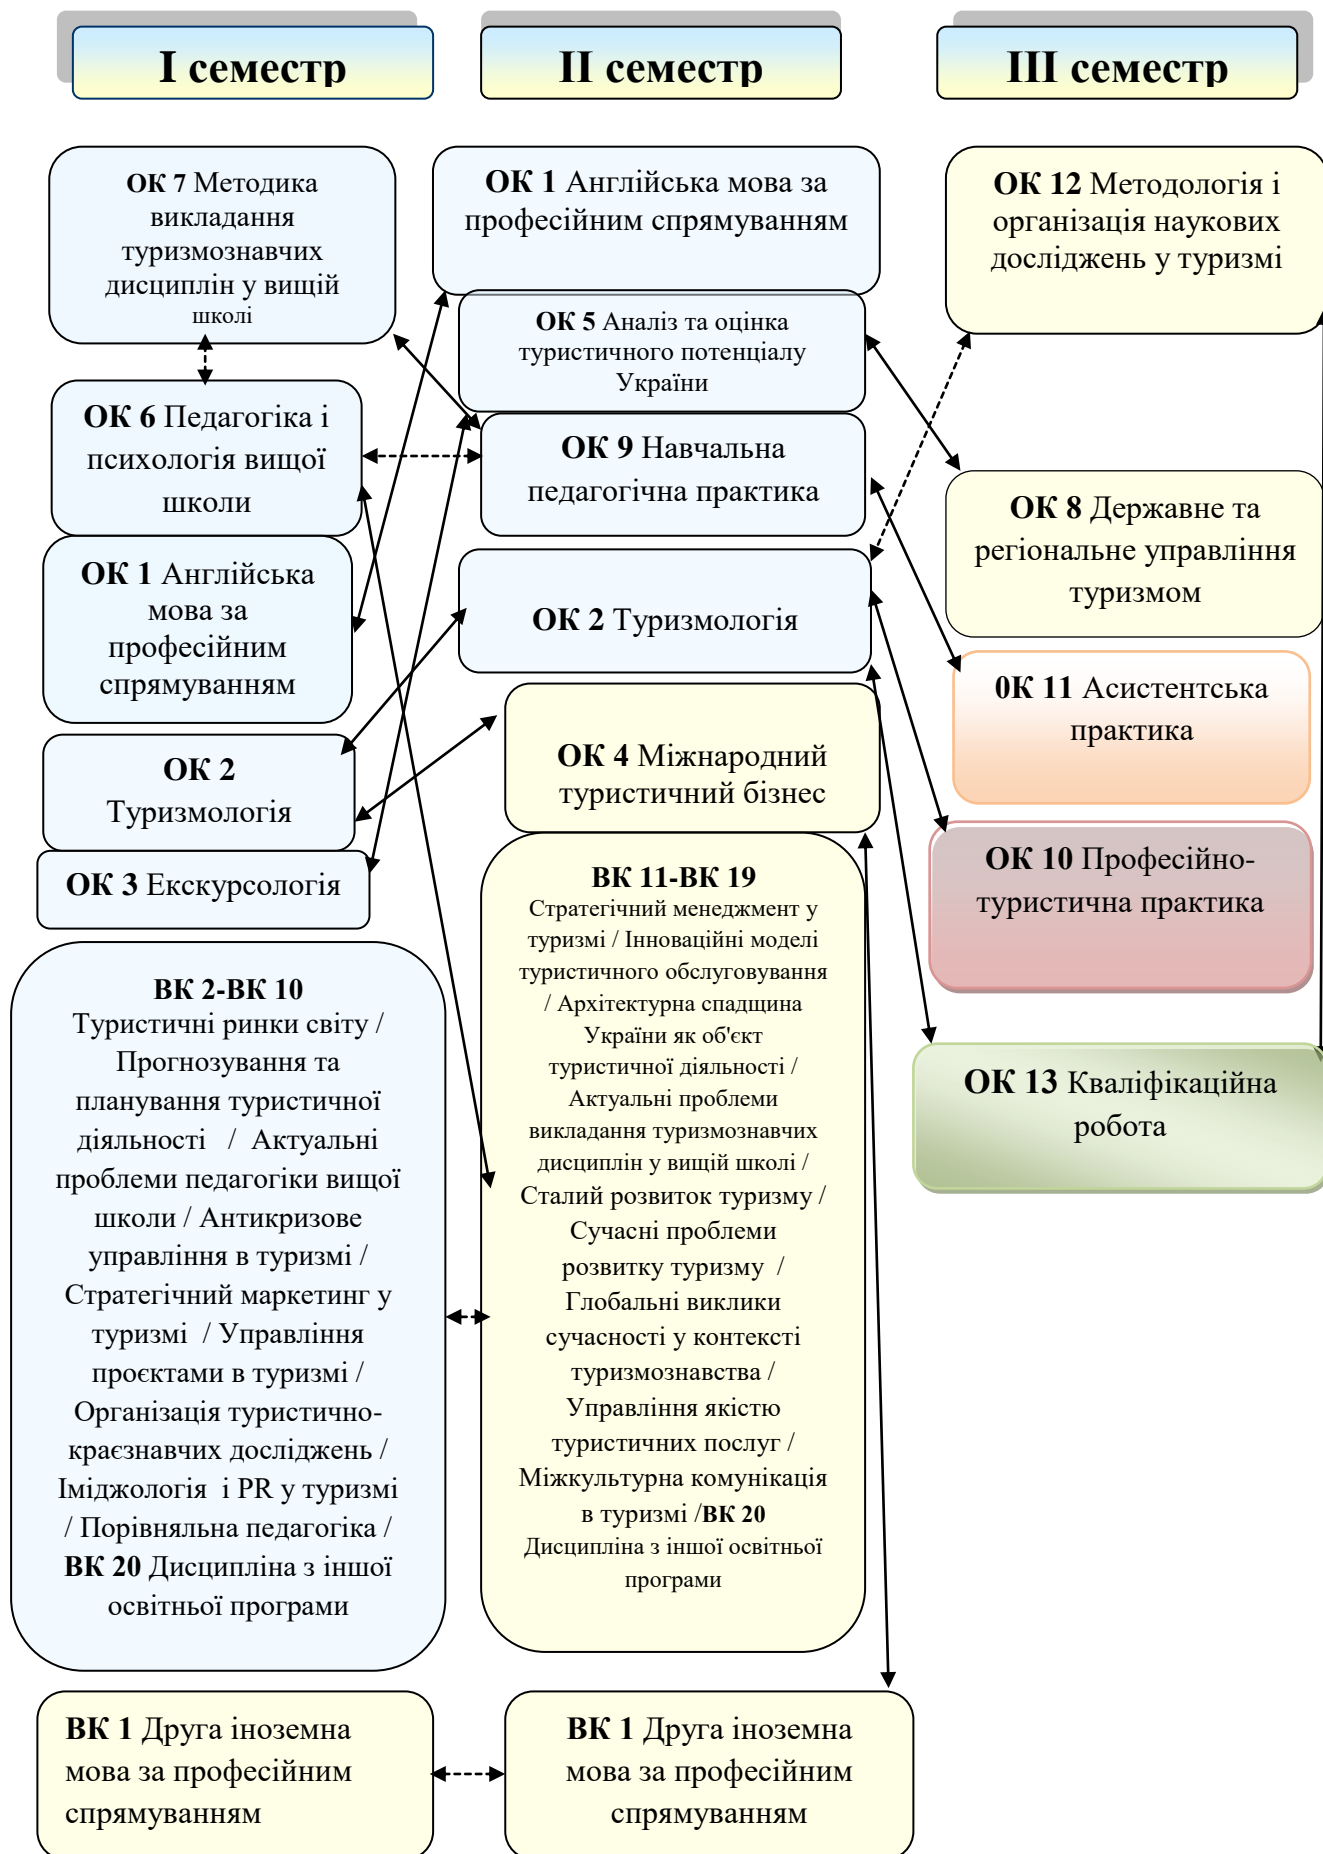 I семестр
II семестр
III семестр
ОК 7 Методика
викладання
туризмознавчих
дисциплін у вищій
школі
ОК 6 Педагогіка і
психологія вищої
школи
ОК 1 Англійська
мова за
професійним
спрямуванням
ОК 2
Туризмологія
ОК 3 Екскурсологія
ВК 2-ВК 10
Туристичні ринки світу /
Прогнозування та
планування туристичної
діяльності / Актуальні
проблеми педагогіки вищої
школи / Антикризове
управління в туризмі /
Стратегічний маркетинг у
туризмі / Управління
проєктами в туризмі /
Організація туристично-
краєзнавчих досліджень /
Іміджологія і PR у туризмі
/ Порівняльна педагогіка /
ВК 20 Дисципліна з іншої
освітньої програми
ВК 1 Друга іноземна
мова за професійним
спрямуванням
ОК 1 Англійська мова за
професійним спрямуванням
ОК 5 Аналіз та оцінка
туристичного потенціалу
України
ОК 9 Навчальна
педагогічна практика
ОК 2 Туризмологія
ОК 4 Міжнародний
туристичний бізнес
ВК 11-ВК 19
Стратегічний менеджмент у
туризмі / Інноваційні моделі
туристичного обслуговування
/ Архітектурна спадщина
України як об'єкт
туристичної діяльності /
Актуальні проблеми
викладання туризмознавчих
дисциплін у вищій школі /
Сталий розвиток туризму /
Сучасні проблеми
розвитку туризму /
Глобальні виклики
сучасності у контексті
туризмознавства /
Управління якістю
туристичних послуг /
Міжкультурна комунікація
в туризмі /ВК 20
Дисципліна з іншої освітньої
програми
ВК 1 Друга іноземна
мова за професійним
спрямуванням
ОК 12 Методологія і
організація наукових
досліджень у туризмі
ОК 8 Державне та
регіональне управління
туризмом
0К 11 Асистентська
практика
ОК 10 Професійно-
туристична практика
ОК 13 Кваліфікаційна
робота